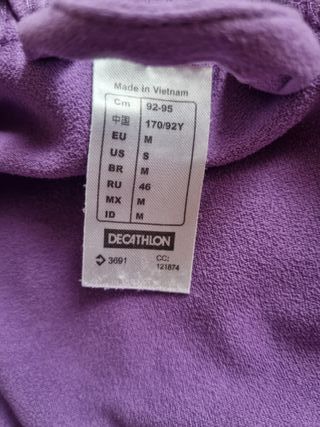 Made in Vietnam
Cm 92-95
中国 170/92Y
EU M
US S
BR M
RU 46
MX M
ID M
DECATHLON
3691 CC:
121874